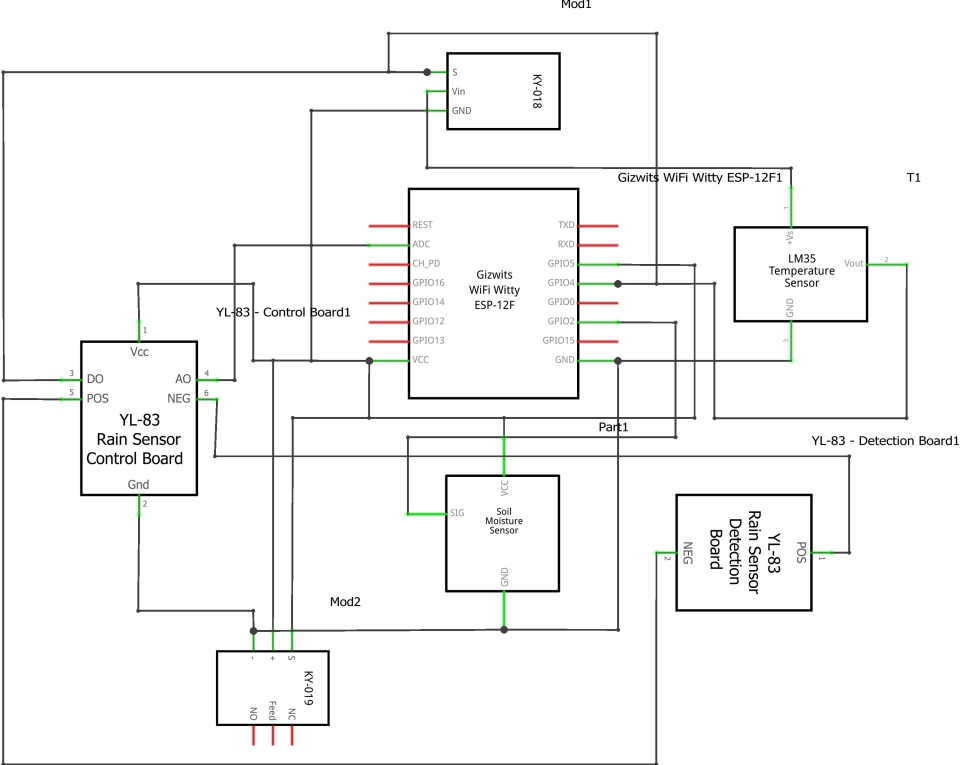 Mod1
S
Vin
GND
KY-018
Gizwits WiFi Witty ESP-12F1
T1
REST
ADC
CH_PD
GPIO16
GPIO14
GPIO12
GPIO13
VCC
Gizwits
WiFi Witty
ESP-12F
TXD
RXD
GPIO5
GPIO4
GPIO0
GPIO2
GPIO15
GND
1
+Vs
LM35
Temperature
Sensor
Vout
2
GND
3
YL-83 - Control Board1
1
Vcc
3
DO
5
POS
AO
4
NEG
6
YL-83
Rain Sensor
Control Board
Gnd
2
Part1
VCC
SIG
Soil
Moisture
Sensor
GND
YL-83 - Detection Board1
NEG
2
YL-83
Rain Sensor
Detection
Board
POS
1
Mod2
-
+
S
KY-019
NO
Feed
NC